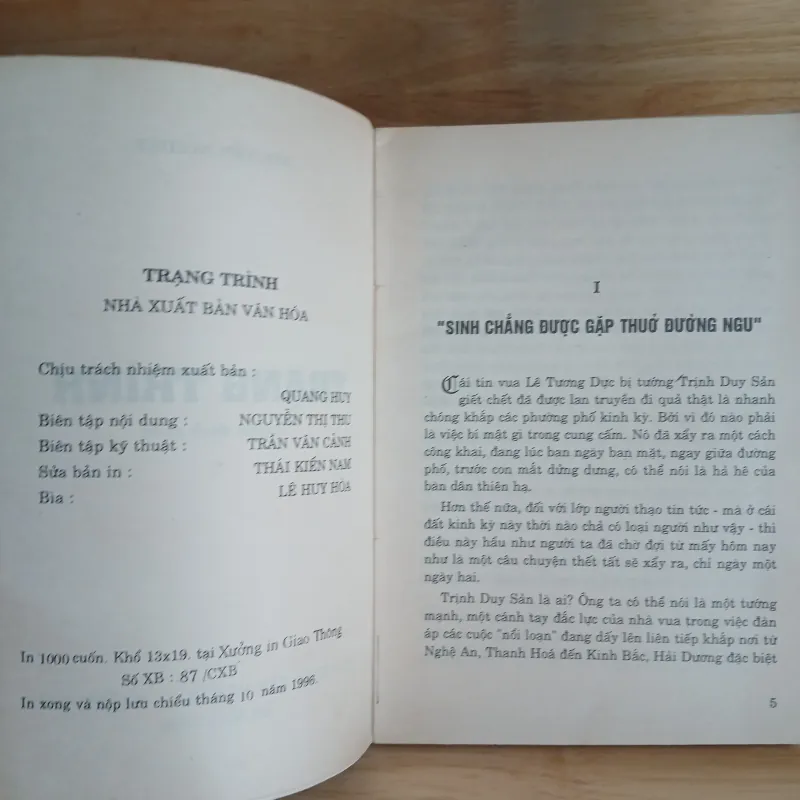 TRẠNG TRÌNH
NHÀ XUẤT BẢN VĂN HÓA
Chịu trách nhiệm xuất bản :
QUANG HUY
Biên tập nội dung : NGUYỄN THỊ THU
Biên tập kỹ thuật : TRẦN VĂN CẢNH
Sửa bản in : THÁI KIÊN NAM
Bìa : LÊ HUY HÒA
In 1000 cuốn. Khổ 13x19. tại Xưởng in Giao Thông
Số XB : 87 /CXB
In xong và nộp lưu chiểu tháng 10 năm 1996.
I
"SINH CHẲNG ĐƯỢC GẶP THUỞ ĐƯỜNG NGU"
Cái tin vua Lê Tương Dực bị tướng Trịnh Duy Sản
giết chết đã được lan truyền đi quả thật là nhanh
chóng khắp các phường phố kinh kỳ. Bởi vì đó nào phải
là việc bí mật gì trong cung cấm. Nó đã xẩy ra một cách
công khai, đang lúc ban ngày ban mặt, ngay giữa đường
phố, trước con mắt dửng dưng, có thể nói là hả hê của
bàn dân thiên hạ.
Hơn thế nữa, đối với lớp người thạo tin tức - mà ở cái
đất kinh kỳ này thời nào chả có loại người như vậy - thì
điều này hầu như người ta đã chờ đợi từ mấy hôm nay
như là một câu chuyện thết tất sẽ xẩy ra, chỉ ngày một
ngày hai.
Trịnh Duy Sản là ai? Ông ta có thể nói là một tướng
mạnh, một cánh tay đắc lực của nhà vua trong việc đàn
áp các cuộc "nổi loạn" đang dấy lên liên tiếp khắp nơi từ
Nghệ An, Thanh Hoá đến Kinh Bắc, Hải Dương đặc biệt
5